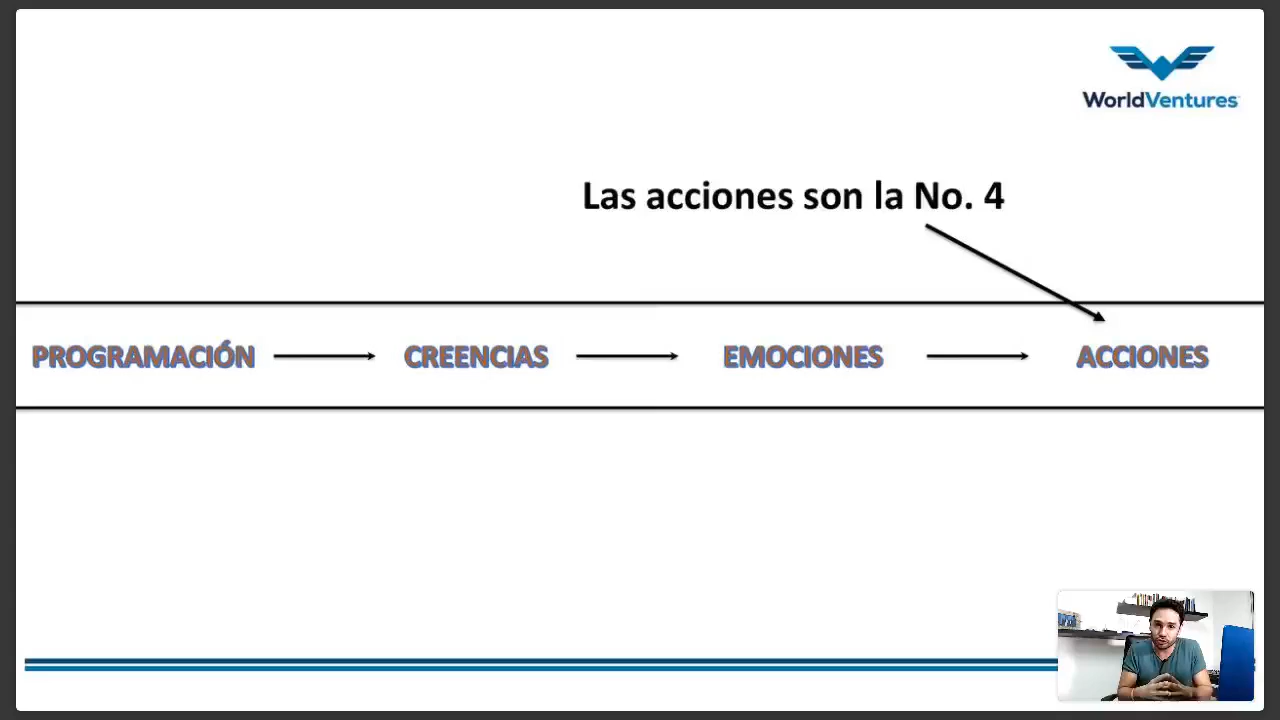 WorldVentures
Las acciones son la No. 4
PROGRAMACIÓN CREENCIAS EMOCIONES ACCIONES